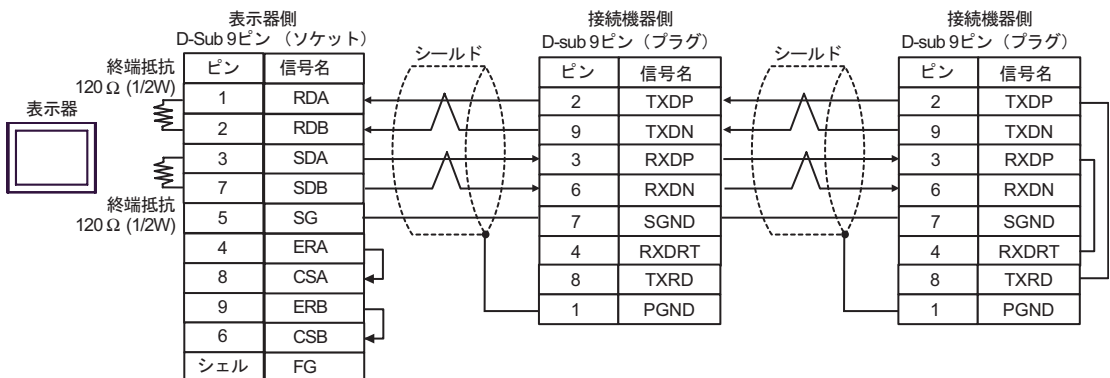 表示器側
D-Sub 9ピン （ソケット）
接続機器側
D-sub 9ピン（プラグ）
接続機器側
D-sub 9ピン（プラグ）
シールド
シールド
終端抵抗
120 Ω (1/2W)
表示器
終端抵抗
120 Ω (1/2W)
ピン 信号名
1 RDA
2 RDB
3 SDA
7 SDB
5 SG
4 ERA
8 CSA
9 ERB
6 CSB
シェル FG
ピン 信号名
2 TXDP
9 TXDN
3 RXDP
6 RXDN
7 SGND
4 RXDRT
8 TXRD
1 PGND
ピン 信号名
2 TXDP
9 TXDN
3 RXDP
6 RXDN
7 SGND
4 RXDRT
8 TXRD
1 PGND